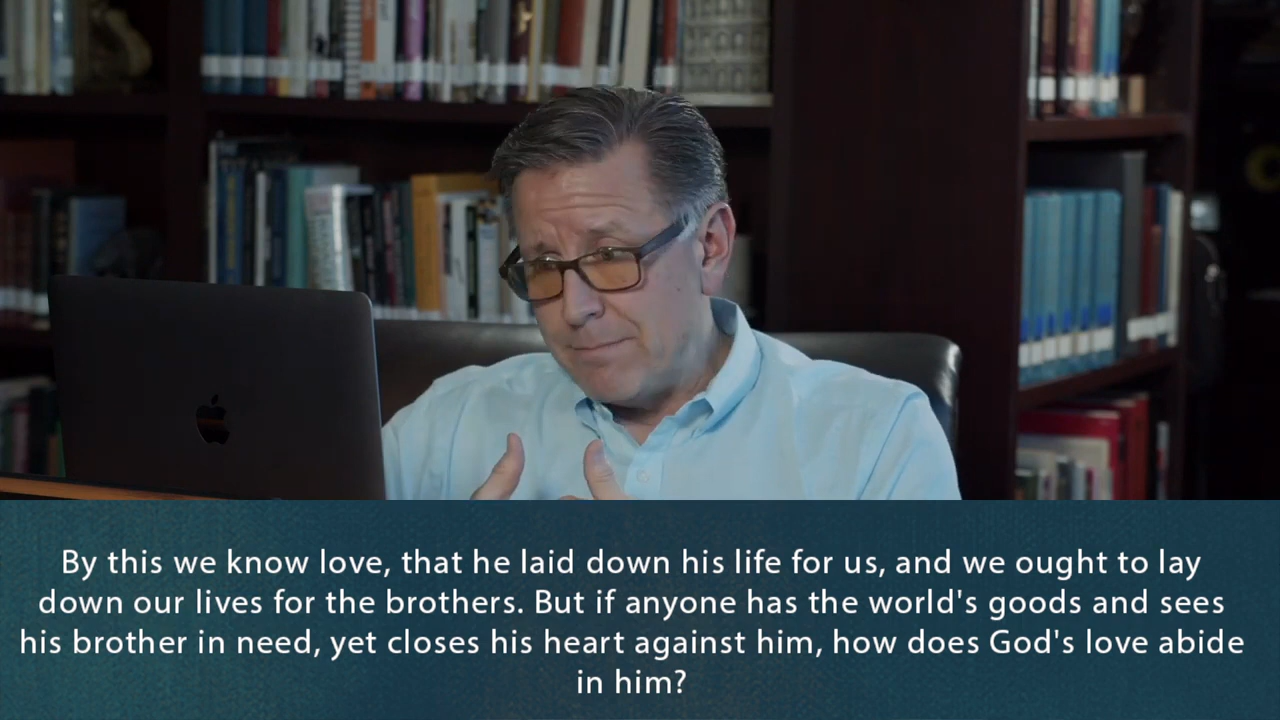 By this we know love, that he laid down his life for us, and we ought to lay
down our lives for the brothers. But if anyone has the world's goods and sees
his brother in need, yet closes his heart against him, how does God's love abide
in him?